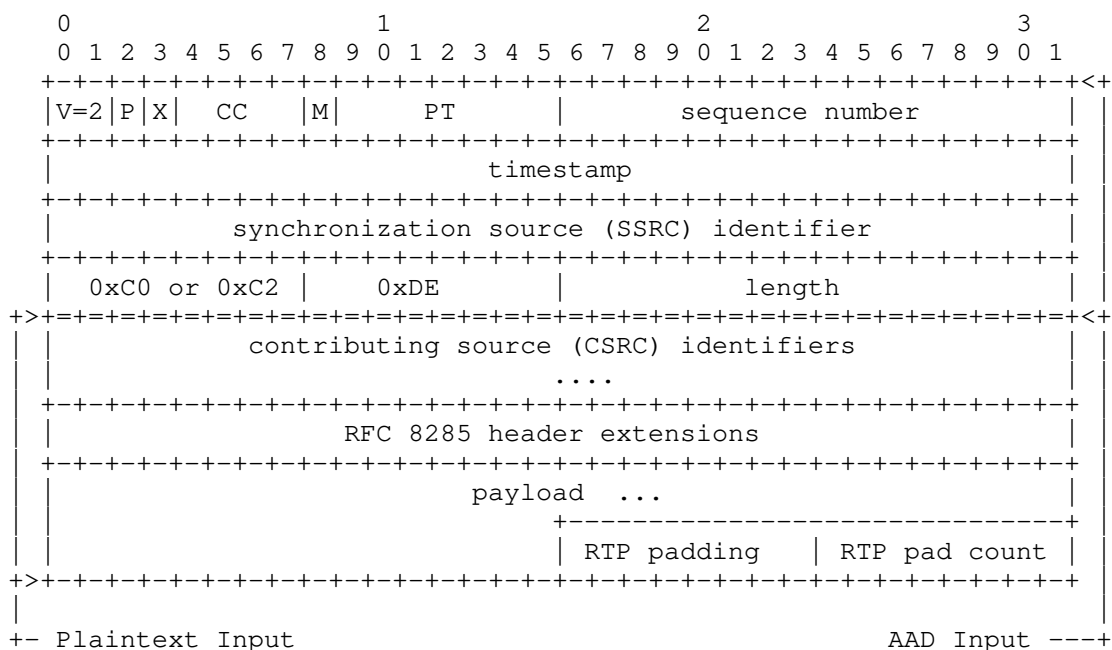 0                   1                   2                   3
    0 1 2 3 4 5 6 7 8 9 0 1 2 3 4 5 6 7 8 9 0 1 2 3 4 5 6 7 8 9 0 1
   +-+-+-+-+-+-+-+-+-+-+-+-+-+-+-+-+-+-+-+-+-+-+-+-+-+-+-+-+-+-+-+-+<+
   |V=2|P|X|  CC   |M|     PT      |       sequence number         | |
   +-+-+-+-+-+-+-+-+-+-+-+-+-+-+-+-+-+-+-+-+-+-+-+-+-+-+-+-+-+-+-+-+ |
   |                           timestamp                           | |
   +-+-+-+-+-+-+-+-+-+-+-+-+-+-+-+-+-+-+-+-+-+-+-+-+-+-+-+-+-+-+-+-+ |
   |           synchronization source (SSRC) identifier            | |
   +-+-+-+-+-+-+-+-+-+-+-+-+-+-+-+-+-+-+-+-+-+-+-+-+-+-+-+-+-+-+-+-+ |
   |  0xC0 or 0xC2 |    0xDE       |           length              | |
 +>+=+=+=+=+=+=+=+=+=+=+=+=+=+=+=+=+=+=+=+=+=+=+=+=+=+=+=+=+=+=+=+=+<+
 | |            contributing source (CSRC) identifiers            | |
 | |                               ....                            | |
 | +-+-+-+-+-+-+-+-+-+-+-+-+-+-+-+-+-+-+-+-+-+-+-+-+-+-+-+-+-+-+-+-+ |
 | |                  RFC 8285 header extensions                   | |
 | +-+-+-+-+-+-+-+-+-+-+-+-+-+-+-+-+-+-+-+-+-+-+-+-+-+-+-+-+-+-+-+-+ |
 | |                          payload  ...                         | |
 | |                               +-------------------------------+ |
 | |                               | RTP padding   | RTP pad count | |
 +>+-+-+-+-+-+-+-+-+-+-+-+-+-+-+-+-+-+-+-+-+-+-+-+-+-+-+-+-+-+-+-+-+ |
 |                                                                   |
 +- Plaintext Input                                     AAD Input ---+